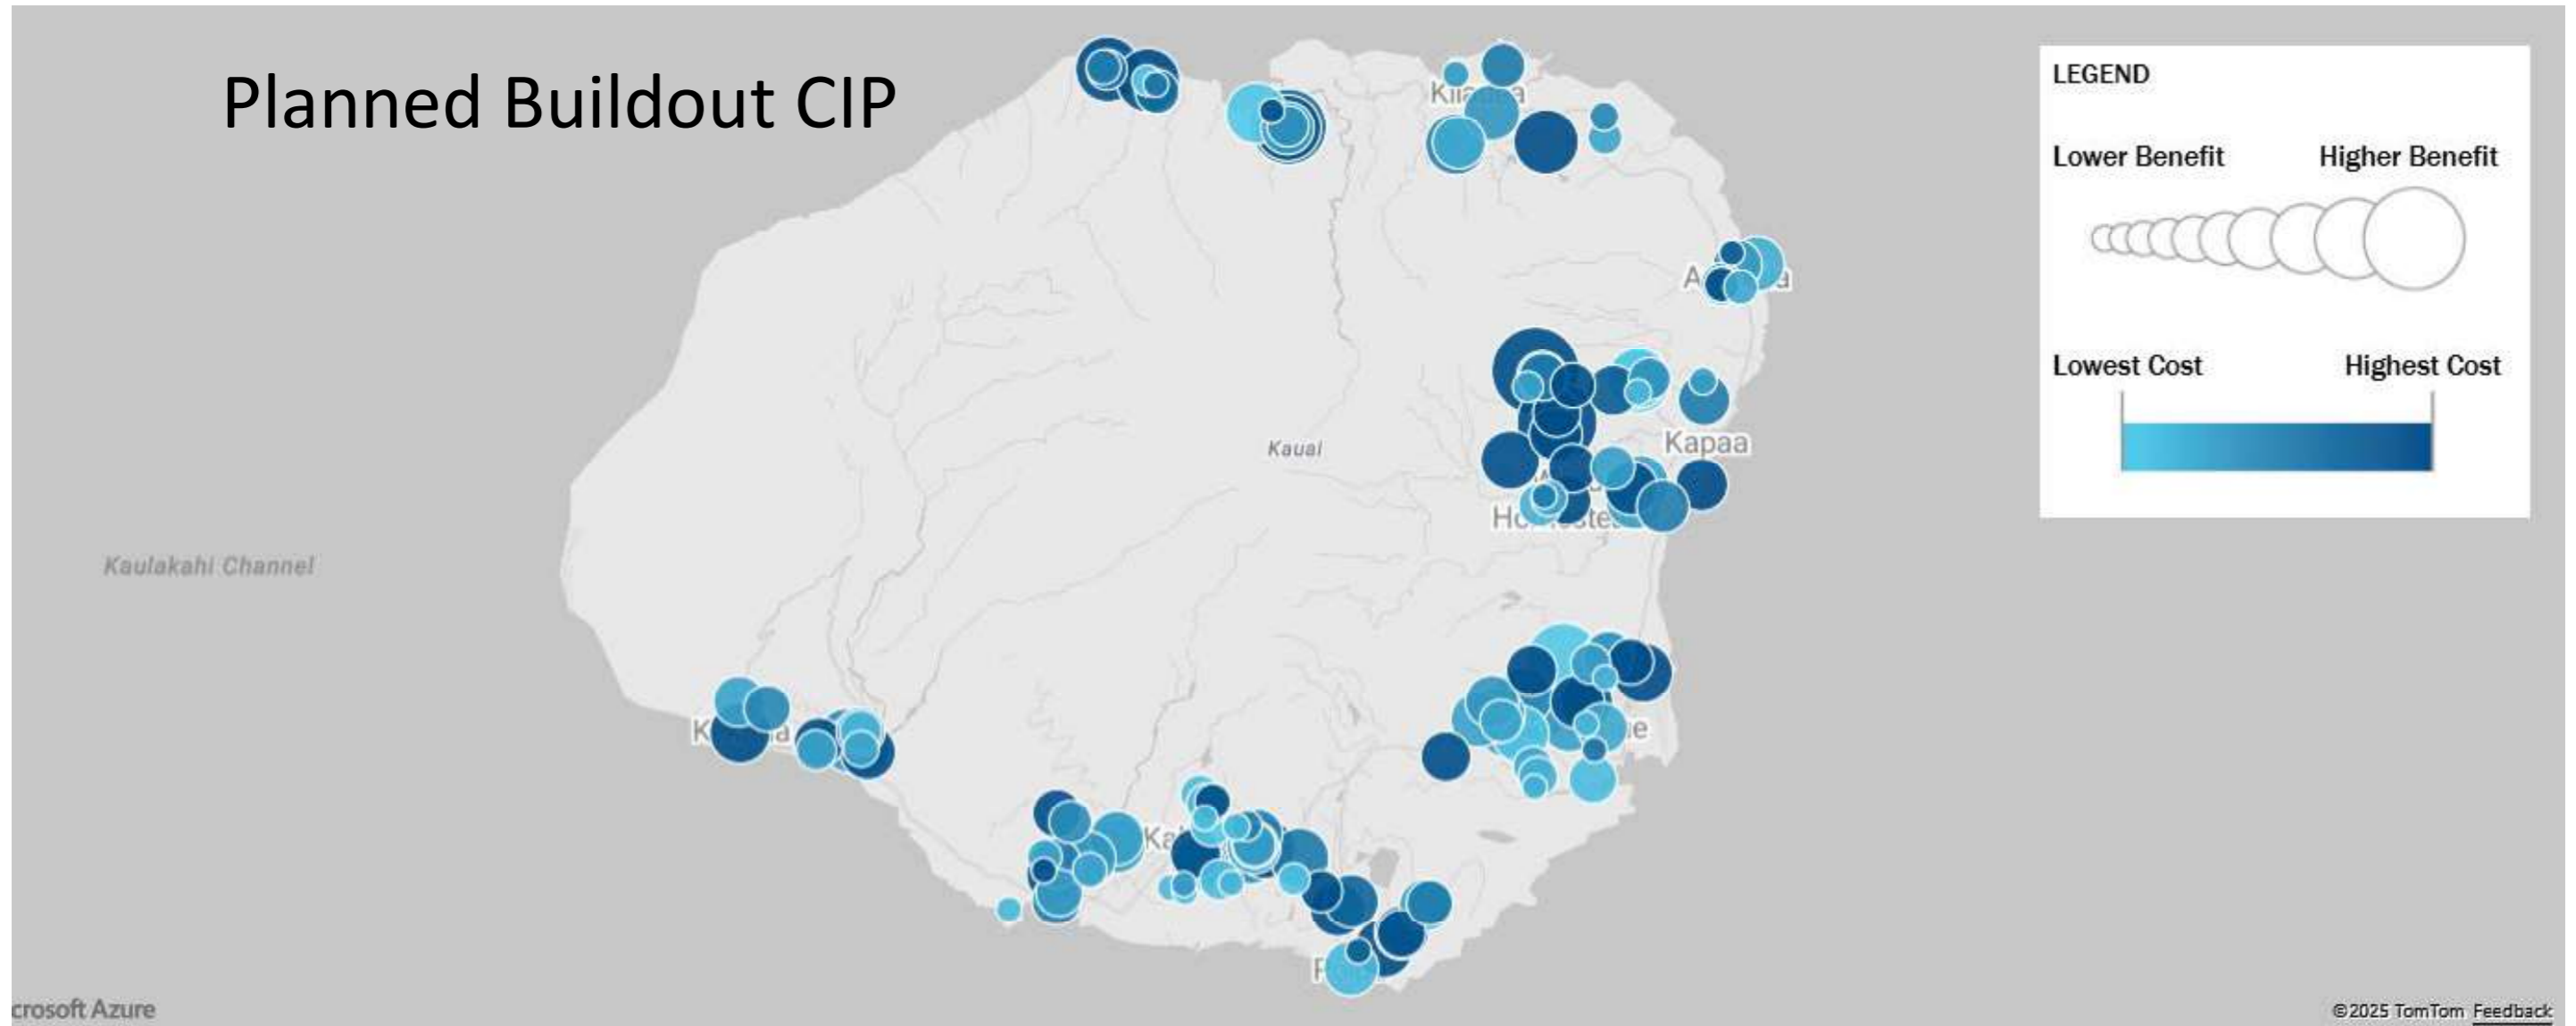 Planned Buildout CIP
LEGEND
Lower Benefit
Higher Benefit
Lowest Cost
Highest Cost
Kauai
Kapaa
Kaulakahi Channel
crosoft Azure
©2025 TomTom Feedback